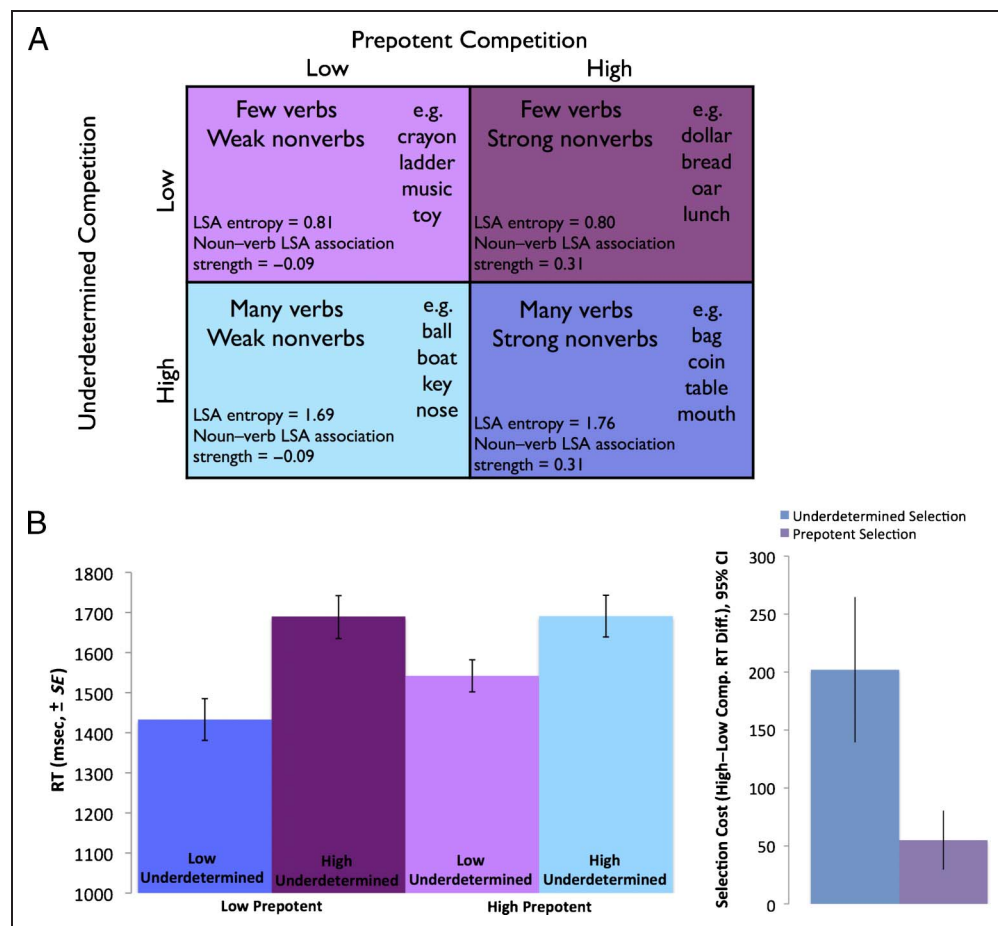 A
Prepotent Competition
Low
High
Underdetermined Competition
Low
High
Few verbs
Weak nonverbs
e.g.
crayon
ladder
music
toy
LSA entropy = 0.81
Noun–verb LSA association
strength = –0.09
Few verbs
Strong nonverbs
e.g.
dollar
bread
oar
lunch
LSA entropy = 0.80
Noun–verb LSA association
strength = 0.31
Many verbs
Weak nonverbs
e.g.
ball
boat
key
nose
LSA entropy = 1.69
Noun–verb LSA association
strength = –0.09
Many verbs
Strong nonverbs
e.g.
bag
coin
table
mouth
LSA entropy = 1.76
Noun–verb LSA association
strength = 0.31
B
RT (msec, ± SE)
1800
1700
1600
1500
1400
1300
1200
1100
1000
Low
Underdetermined
High
Underdetermined
Low
Underdetermined
High
Underdetermined
Low Prepotent
High Prepotent
Underdetermined Selection
Prepotent Selection
Selection Cost (High–Low Comp. RT Diff.), 95% CI
300
250
200
150
100
50
0